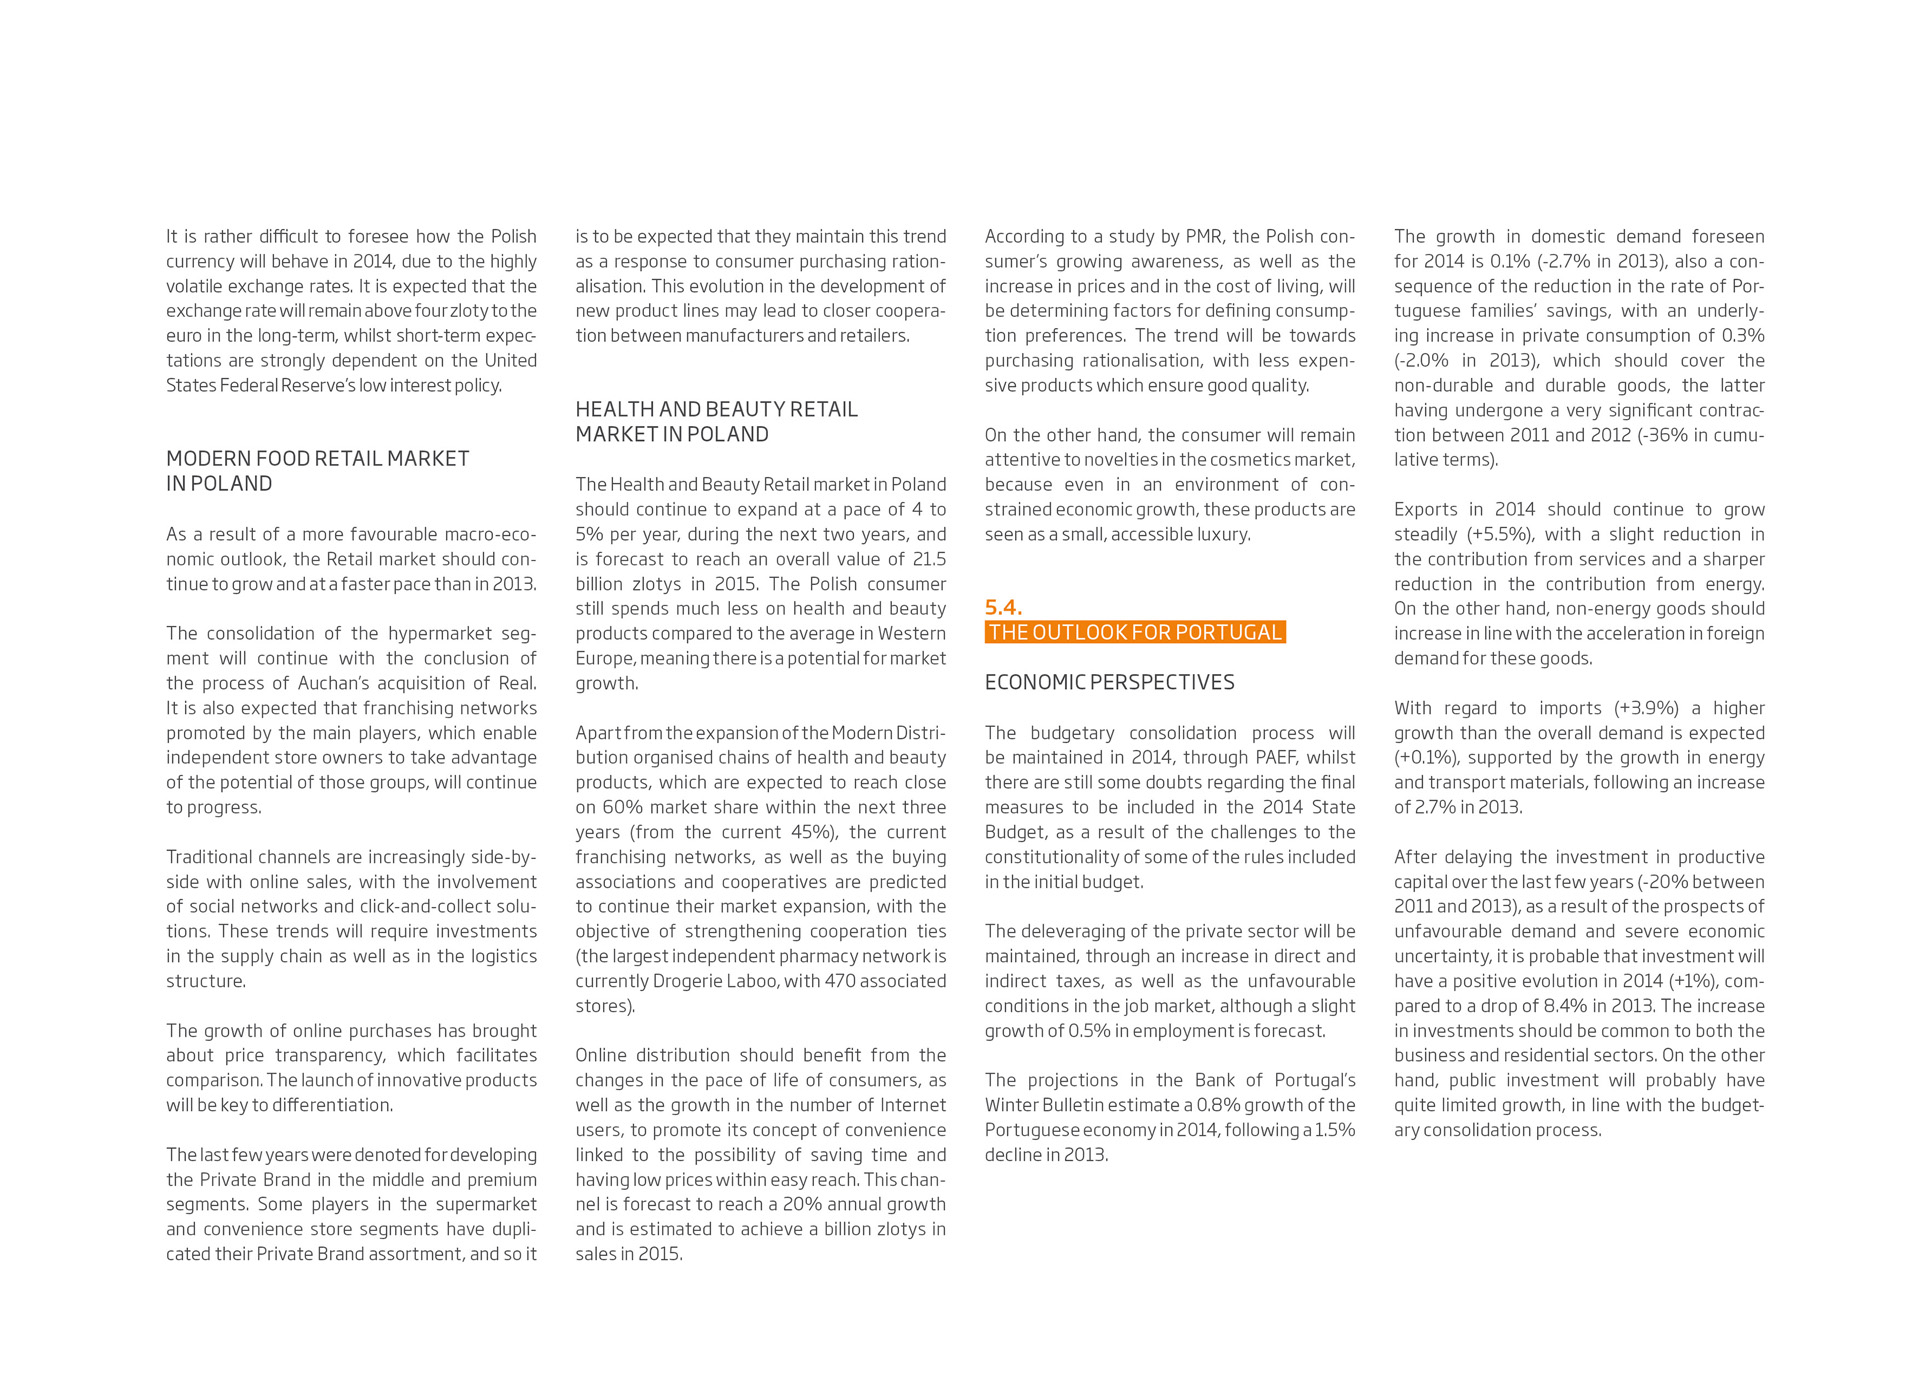 It is rather difficult to foresee how the Polish
currency will behave in 2014, due to the highly
volatile exchange rates. It is expected that the
exchange rate will remain above four zloty to the
euro in the long-term, whilst short-term expec-
tations are strongly dependent on the United
States Federal Reserve's low interest policy.
MODERN FOOD RETAIL MARKET
IN POLAND
As a result of a more favourable macro-eco-
nomic outlook, the Retail market should con-
tinue to grow and at a faster pace than in 2013.
The consolidation of the hypermarket seg-
ment will continue with the conclusion of
the process of Auchan's acquisition of Real.
It is also expected that franchising networks
promoted by the main players, which enable
independent store owners to take advantage
of the potential of those groups, will continue
to progress.
Traditional channels are increasingly side-by-
side with online sales, with the involvement
of social networks and click-and-collect solu-
tions. These trends will require investments
in the supply chain as well as in the logistics
structure.
The growth of online purchases has brought
about price transparency, which facilitates
comparison. The launch of innovative products
will be key to differentiation.
The last few years were denoted for developing
the Private Brand in the middle and premium
segments. Some players in the supermarket
and convenience store segments have dupli-
cated their Private Brand assortment, and so it
is to be expected that they maintain this trend
as a response to consumer purchasing ration-
alisation. This evolution in the development of
new product lines may lead to closer coopera-
tion between manufacturers and retailers.
HEALTH AND BEAUTY RETAIL
MARKET IN POLAND
The Health and Beauty Retail market in Poland
should continue to expand at a pace of 4 to
5% per year, during the next two years, and
is forecast to reach an overall value of 21.5
billion zlotys in 2015. The Polish consumer
still spends much less on health and beauty
products compared to the average in Western
Europe, meaning there is a potential for market
growth.
Apart from the expansion of the Modern Distri-
bution organised chains of health and beauty
products, which are expected to reach close
on 60% market share within the next three
years (from the current 45%), the current
franchising networks, as well as the buying
associations and cooperatives are predicted
to continue their market expansion, with the
objective of strengthening cooperation ties
(the largest independent pharmacy network is
currently Drogerie Laboo, with 470 associated
stores).
Online distribution should benefit from the
changes in the pace of life of consumers, as
well as the growth in the number of Internet
users, to promote its concept of convenience
linked to the possibility of saving time and
having low prices within easy reach. This chan-
nel is forecast to reach a 20% annual growth
and is estimated to achieve a billion zlotys in
sales in 2015.
According to a study by PMR, the Polish con-
sumer's growing awareness, as well as the
increase in prices and in the cost of living, will
be determining factors for defining consump-
tion preferences. The trend will be towards
purchasing rationalisation, with less expen-
sive products which ensure good quality.
On the other hand, the consumer will remain
attentive to novelties in the cosmetics market,
because even in an environment of con-
strained economic growth, these products are
seen as a small, accessible luxury.
5.4.
THE OUTLOOK FOR PORTUGAL
ECONOMIC PERSPECTIVES
The budgetary consolidation process will
be maintained in 2014, through PAEF, whilst
there are still some doubts regarding the final
measures to be included in the 2014 State
Budget, as a result of the challenges to the
constitutionality of some of the rules included
in the initial budget.
The deleveraging of the private sector will be
maintained, through an increase in direct and
indirect taxes, as well as the unfavourable
conditions in the job market, although a slight
growth of 0.5% in employment is forecast.
The projections in the Bank of Portugal's
Winter Bulletin estimate a 0.8% growth of the
Portuguese economy in 2014, following a 1.5%
decline in 2013.
The growth in domestic demand foreseen
for 2014 is 0.1% (-2.7% in 2013), also a con-
sequence of the reduction in the rate of Por-
tuguese families' savings, with an underly-
ing increase in private consumption of 0.3%
(-2.0% in 2013), which should cover the
non-durable and durable goods, the latter
having undergone a very significant contrac-
tion between 2011 and 2012 (-36% in cumu-
lative terms).
Exports in 2014 should continue to grow
steadily (+5.5%), with a slight reduction in
the contribution from services and a sharper
reduction in the contribution from energy.
On the other hand, non-energy goods should
increase in line with the acceleration in foreign
demand for these goods.
With regard to imports (+3.9%) a higher
growth than the overall demand is expected
(+0.1%), supported by the growth in energy
and transport materials, following an increase
of 2.7% in 2013.
After delaying the investment in productive
capital over the last few years (-20% between
2011 and 2013), as a result of the prospects of
unfavourable demand and severe economic
uncertainty, it is probable that investment will
have a positive evolution in 2014 (+1%), com-
pared to a drop of 8.4% in 2013. The increase
in investments should be common to both the
business and residential sectors. On the other
hand, public investment will probably have
quite limited growth, in line with the budget-
ary consolidation process.